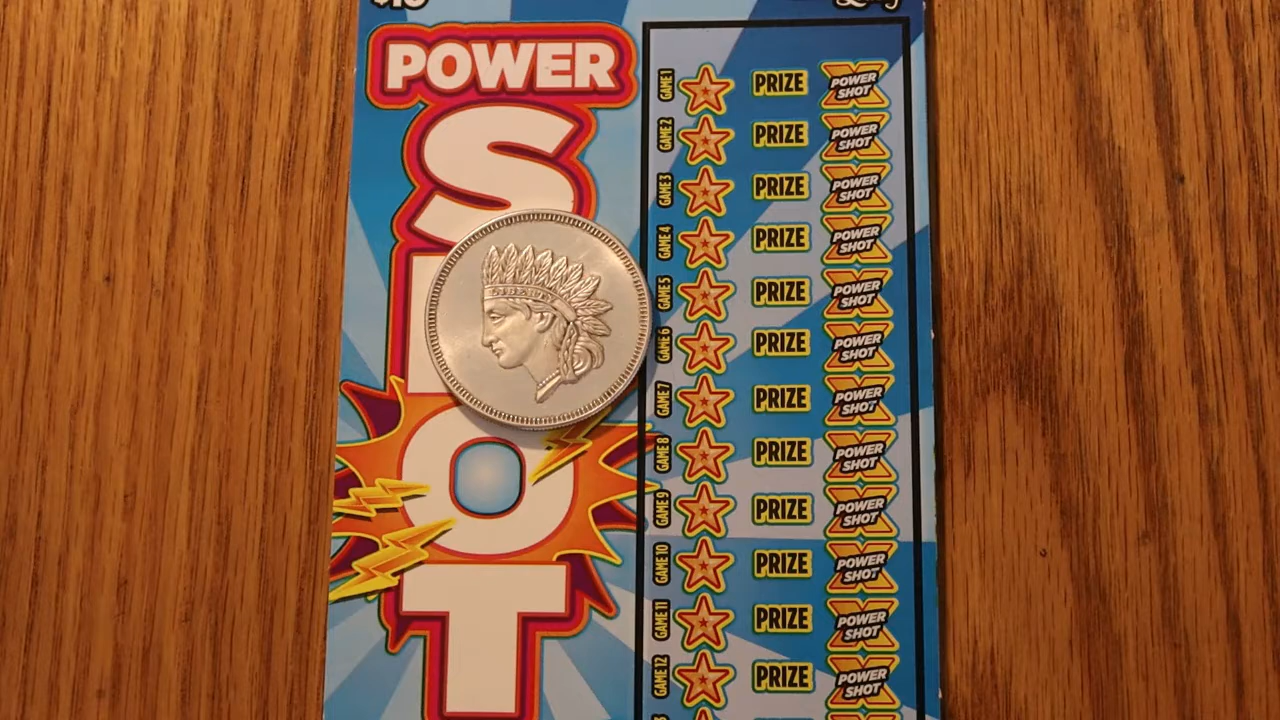 POWER
SHOT
LIBERTY
GAME 1 PRIZE POWER SHOT
GAME 2 PRIZE POWER SHOT
GAME 3 PRIZE POWER SHOT
GAME 4 PRIZE POWER SHOT
GAME 5 PRIZE POWER SHOT
GAME 6 PRIZE POWER SHOT
GAME 7 PRIZE POWER SHOT
GAME 8 PRIZE POWER SHOT
GAME 9 PRIZE POWER SHOT
GAME 10 PRIZE POWER SHOT
GAME 11 PRIZE POWER SHOT
GAME 12 PRIZE POWER SHOT